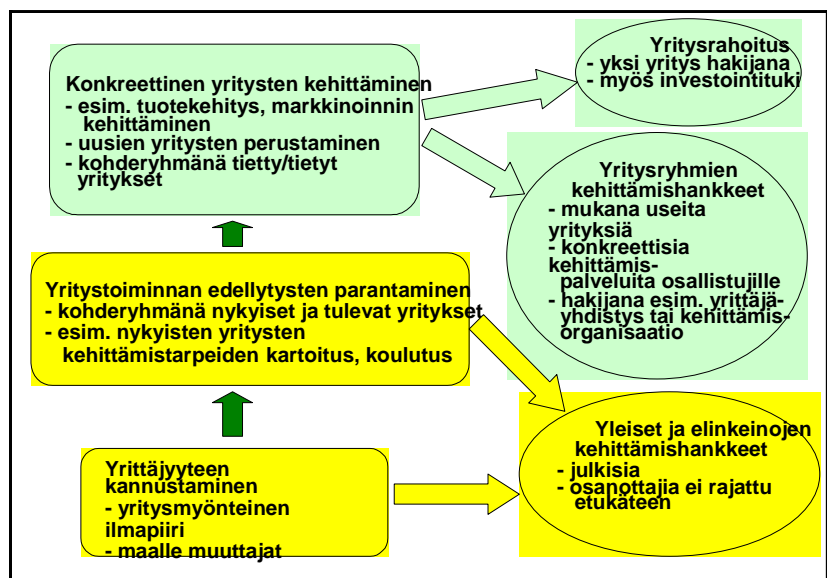 Konkreettinen yritysten kehittäminen
- esim. tuotekehitys, markkinoinnin
kehittäminen
- uusien yritysten perustaminen
- kohderyhmänä tietty/tietyt
yritykset
Yritysrahoitus
- yksi yritys hakijana
- myös investointituki
Yritysryhmien
kehittämishankkeet
- mukana useita
yrityksiä
- konkreettisia
kehittämis-
palveluita osallistujille
- hakijana esim. yrittäjä-
yhdistys tai kehittämis-
organisaatio
Yritystoiminnan edellytysten parantaminen
- kohderyhmänä nykyiset ja tulevat yritykset
- esim. nykyisten yritysten
kehittämistarpeiden kartoitus, koulutus
Yleiset ja elinkeinojen
kehittämishankkeet
- julkisia
- osanottajia ei rajattu
etukäteen
Yrittäjyyteen
kannustaminen
- yritysmyönteinen
ilmapiiri
- maalle muuttajat